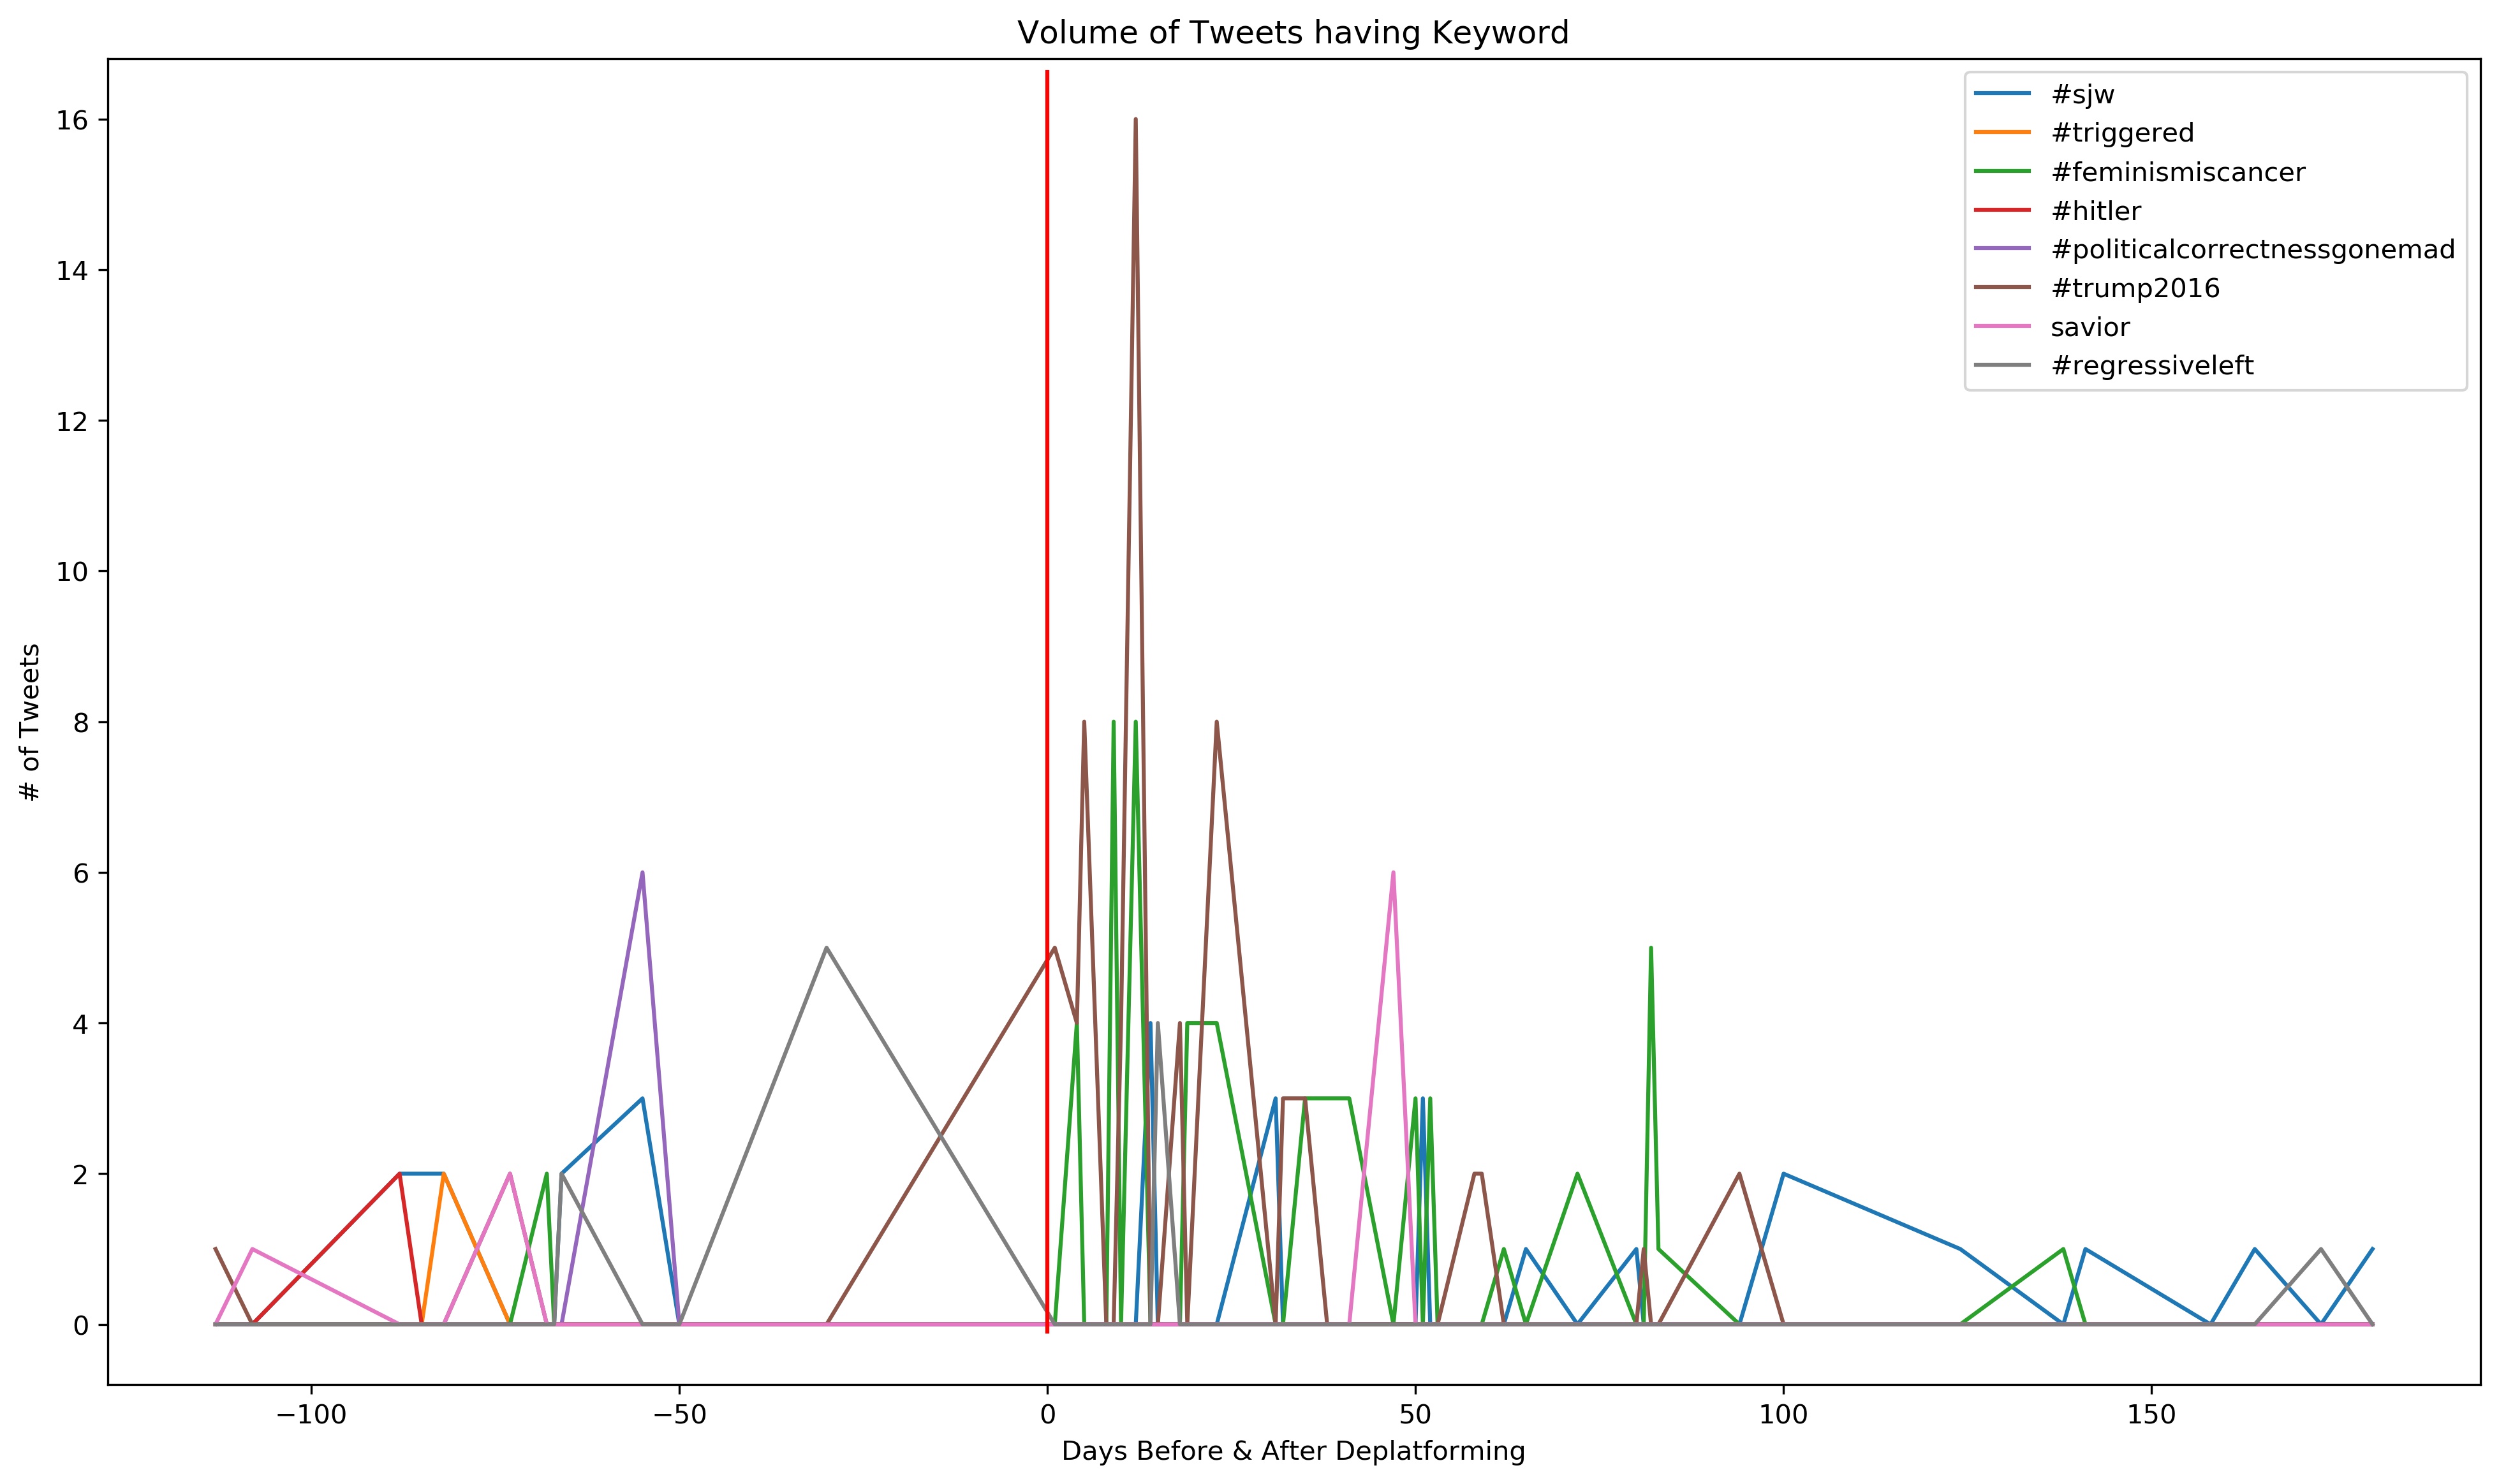 Volume of Tweets having Keyword
16
14
12
10
8
6
4
2
0
# of Tweets
#sjw
#triggered
#feminismiscancer
#hitler
#politicalcorrectnessgonemad
#trump2016
savior
#regressiveleft
−100
−50
0
50
100
150
Days Before & After Deplatforming